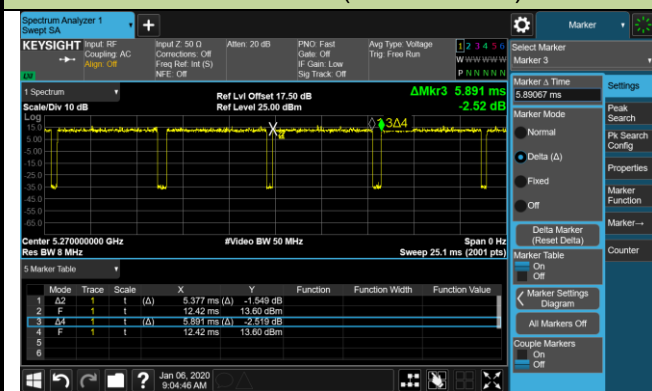 Spectrum Analyzer 1
Swept SA
KEYSIGHT
Input: RF
Coupling: AC
Align: Off
Input Z: 50 Ω
Corrections: Off
Freq Ref: Int (S)
NFE: Off
Atten: 20 dB
PNO: Fast
Gate: Off
IF Gain: Low
Sig Track: Off
Avg Type: Voltage
Trig: Free Run
1 2 3 4 5 6
W W W W W W
P N N N N N
LW
1 Spectrum
Scale/Div 10 dB
Ref Lvl Offset 17.50 dB
Ref Level 25.00 dBm
ΔMkr3 5.891 ms
-2.52 dB
Log
15.0
5.00
-5.00
-15.0
-25.0
-35.0
-45.0
-55.0
-65.0
3Δ4
Center 5.270000000 GHz
Res BW 8 MHz
#Video BW 50 MHz
Span 0 Hz
Sweep 25.1 ms (2001 pts)
5 Marker Table
Mode Trace Scale X Y Function Function Width Function Value
1 Δ2 1 t (Δ) 5.377 ms (Δ) -1.549 dB
2 F 1 t 12.42 ms 13.60 dBm
3 Δ4 1 t (Δ) 5.891 ms (Δ) -2.519 dB
4 F 1 t 12.42 ms 13.60 dBm
5
6
Jan 06, 2020
9:04:46 AM
Marker
Select Marker
Marker 3
Marker Δ Time
5.89067 ms
Marker Mode
Normal
Delta (Δ)
Fixed
Off
Delta Marker
(Reset Delta)
Marker Table
On
Off
Marker Settings
Diagram
All Markers Off
Couple Markers
On
Off
Settings
Peak
Search
Pk Search
Config
Properties
Marker
Function
Marker→
Counter